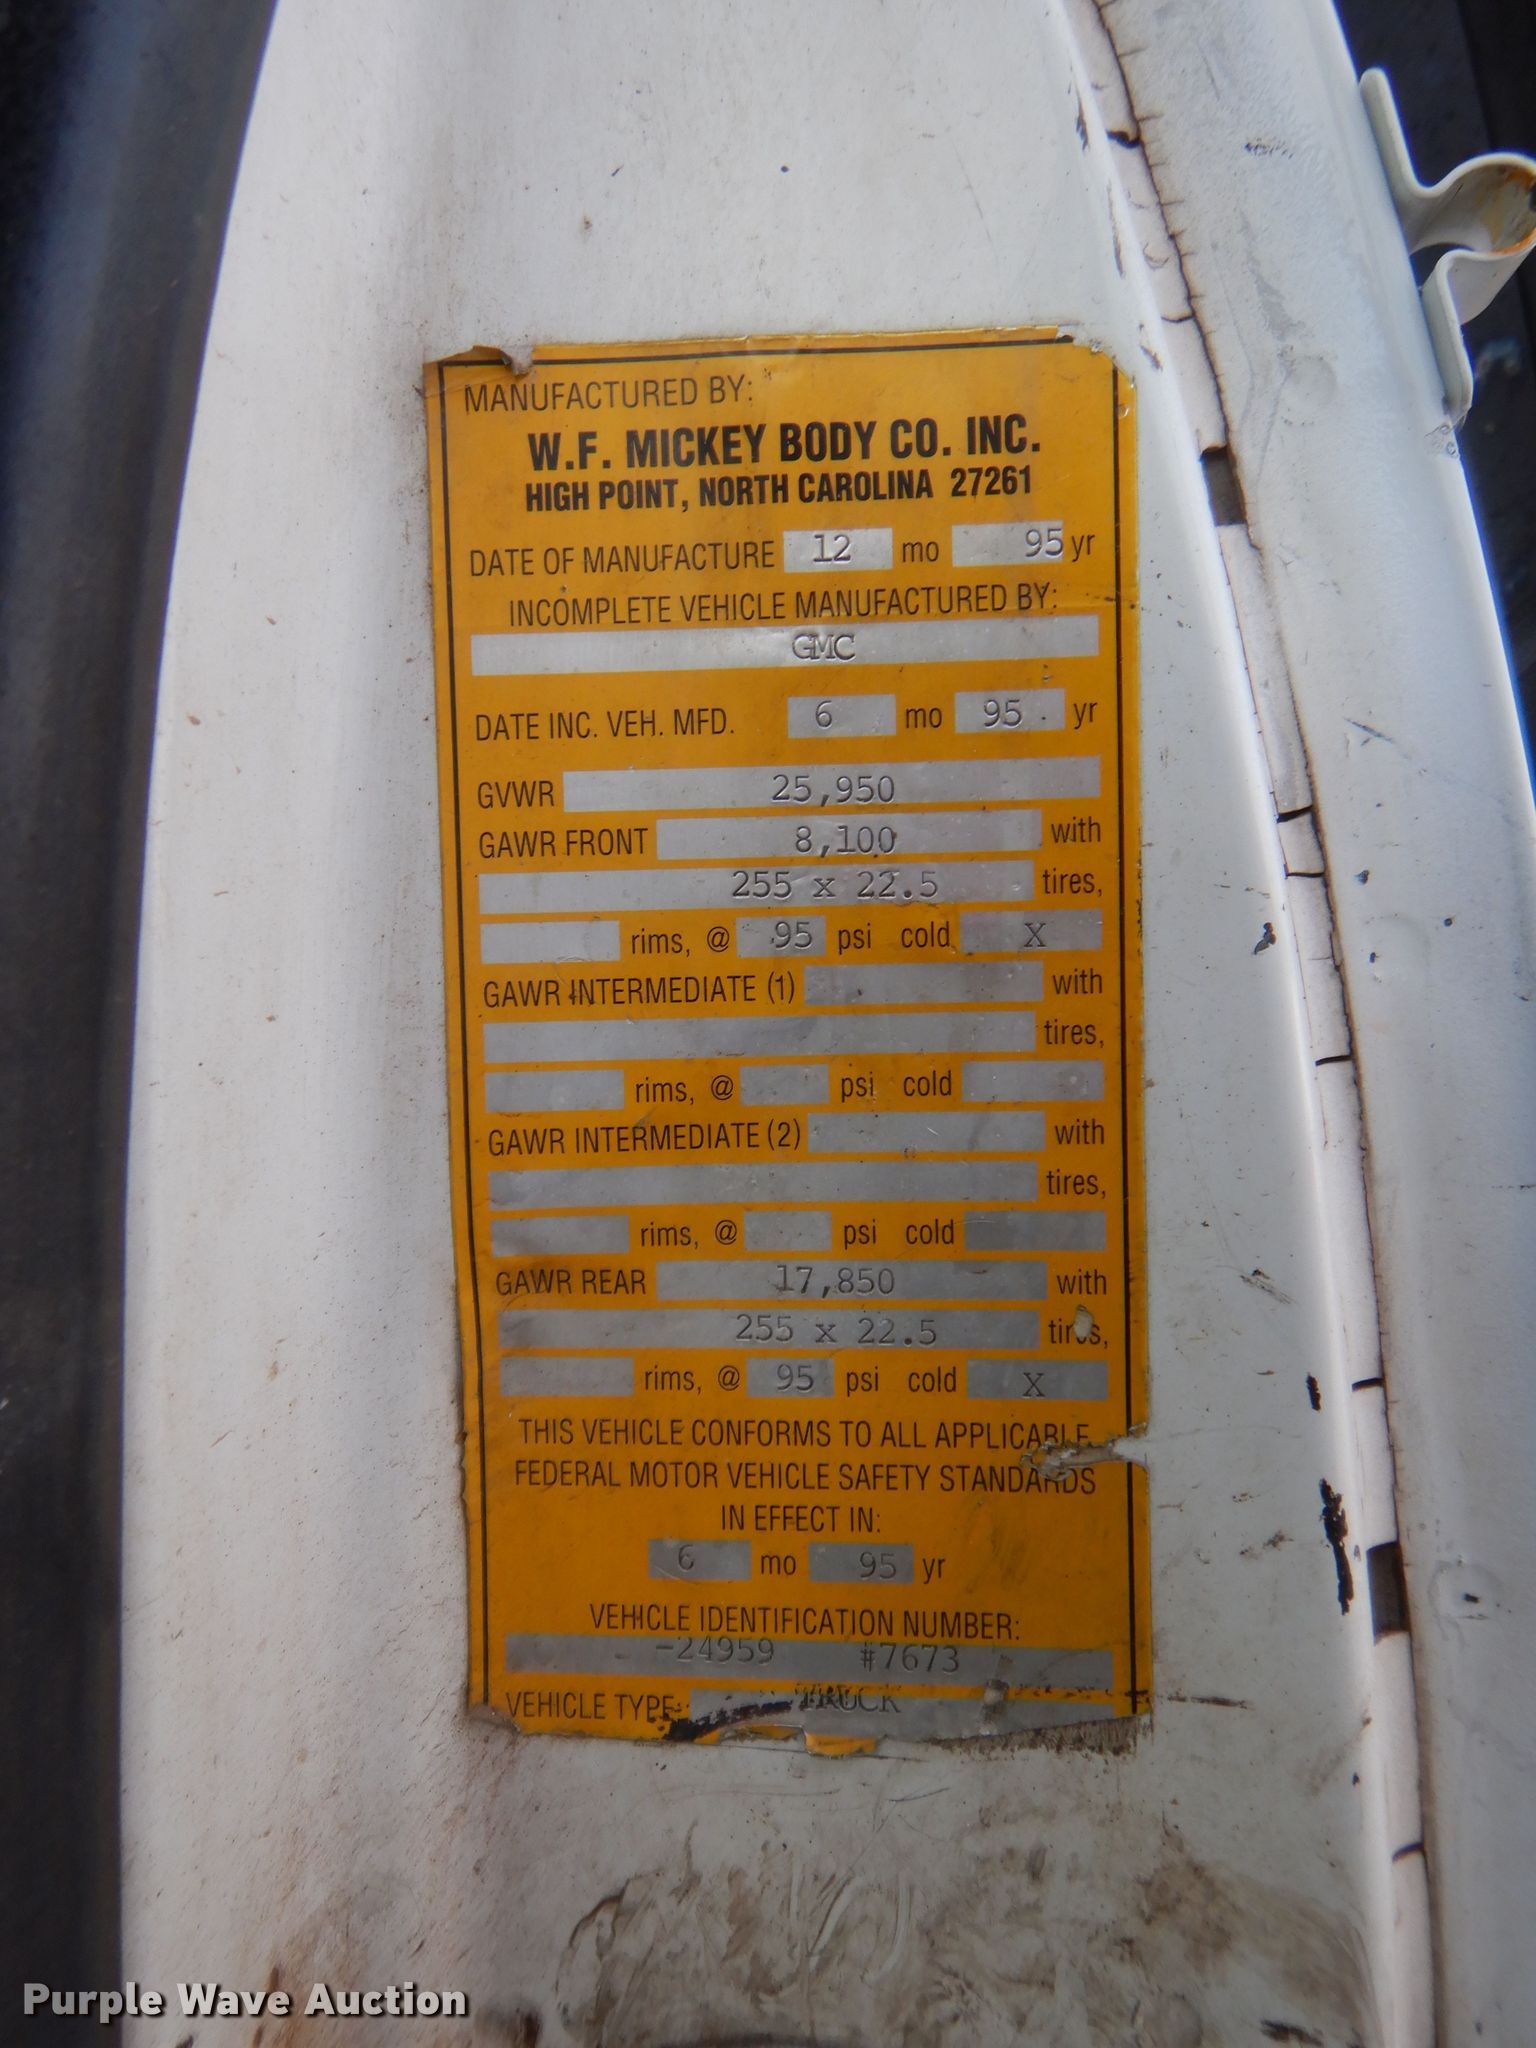 MANUFACTURED BY:
W.F. MICKEY BODY CO. INC.
HIGH POINT, NORTH CAROLINA 27261
DATE OF MANUFACTURE 12 mo 95 yr
INCOMPLETE VEHICLE MANUFACTURED BY:
GMC
DATE INC. VEH. MFD. 6 mo 95 yr
GVWR 25,950
GAWR FRONT 8,100 with
255 x 22.5 tires,
rims, @ 95 psi cold X
GAWR INTERMEDIATE (1) with
tires,
rims, @ psi cold
GAWR INTERMEDIATE (2) with
tires,
rims, @ psi cold
GAWR REAR 17,850 with
255 x 22.5 tires,
rims, @ 95 psi cold X
THIS VEHICLE CONFORMS TO ALL APPLICABLE
FEDERAL MOTOR VEHICLE SAFETY STANDARDS
IN EFFECT IN:
6 mo 95 yr
VEHICLE IDENTIFICATION NUMBER:
-24959 #7673
VEHICLE TYPE: TRUCK
Purple Wave Auction